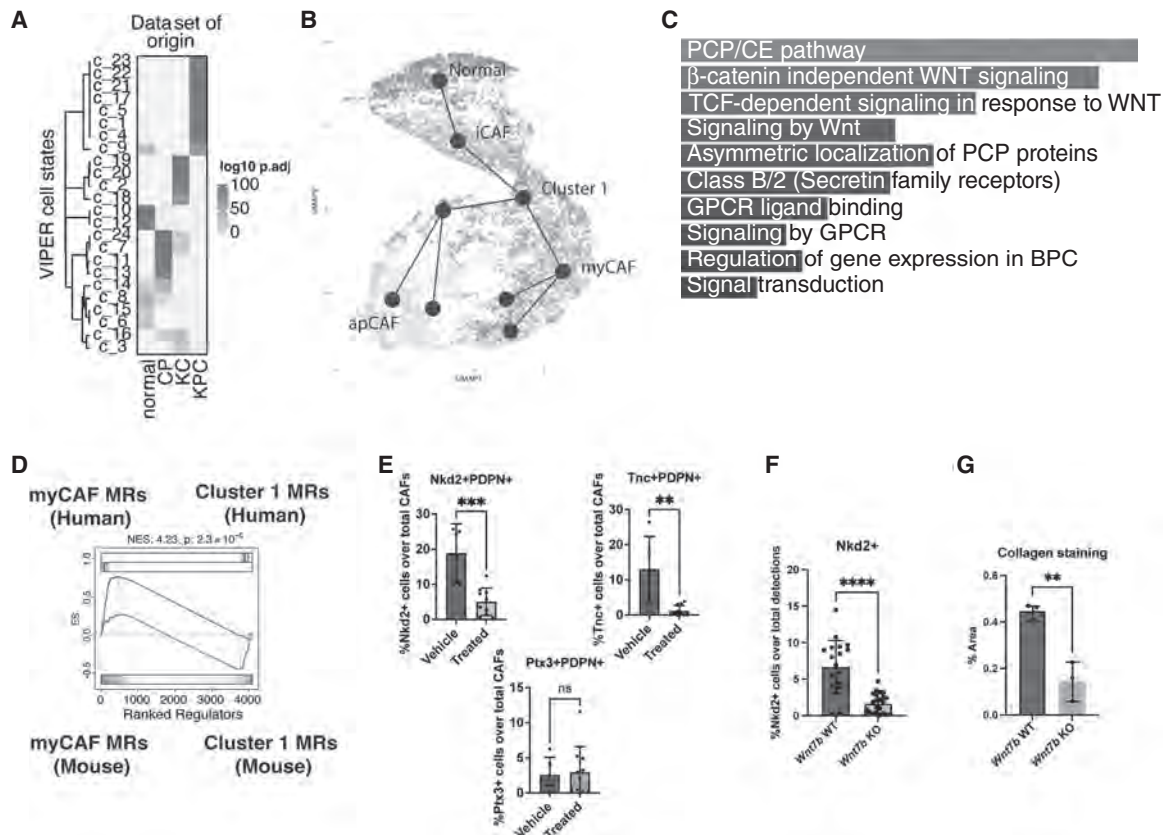 A
Dataset of
origin
VIPER cell states
c_23
c_22
c_21
c_17
c_5
c_1
c_4
c_9
c_19
c_20
c_2
c_18
c_10
c_12
c_24
c_7
c_11
c_13
c_14
c_8
c_15
c_6
c_16
c_3
normal
CP
KC
KPC
log10 p.adj
100
50
0
B
Normal
iCAF
Cluster 1
myCAF
apCAF
C
PCP/CE pathway
β-catenin independent WNT signaling
TCF-dependent signaling in response to WNT
Signaling by Wnt
Asymmetric localization of PCP proteins
Class B/2 (Secretin family receptors)
GPCR ligand binding
Signaling by GPCR
Regulation of gene expression in BPC
Signal transduction
D
myCAF MRs
(Human)
Cluster 1 MRs
(Human)
ES
1.0
0.5
0.0
-0.5
0
1000
2000
3000
4000
Ranked Regulators
myCAF MRs
(Mouse)
Cluster 1 MRs
(Mouse)
E
Nkd2+PDPN+
***
%Nkd2+ cells over total CAFs
30
20
10
0
Vehicle
Treated
Tnc+PDPN+
**
%Tnc+ cells over total CAFs
30
20
10
0
Vehicle
Treated
Ptx3+PDPN+
ns
%Ptx3+ cells over total CAFs
15
10
5
0
Vehicle
Treated
F
Nkd2+
****
%Nkd2+ cells over total detections
20
15
10
5
0
Wnt7b WT
Wnt7b KO
G
Collagen staining
**
% Area
0.6
0.4
0.2
0.0
Wnt7b WT
Wnt7b KO